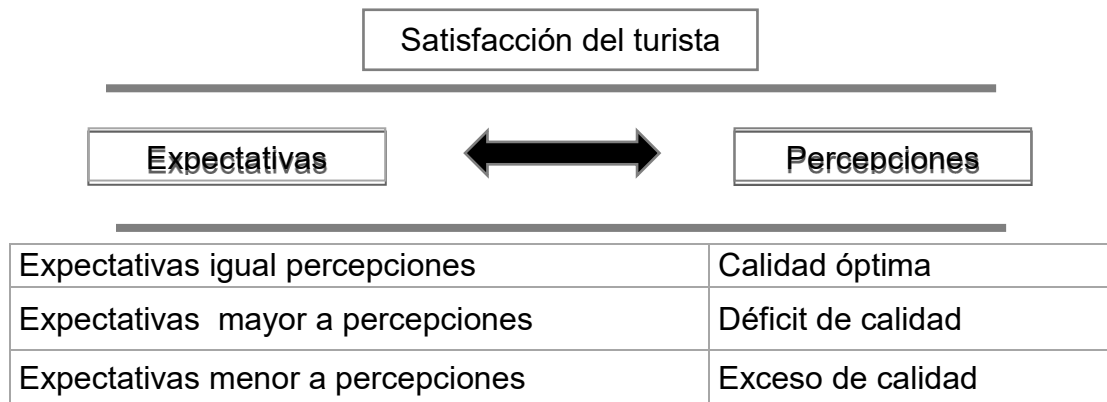 Satisfacción del turista
Expectativas
Percepciones
Expectativas igual percepciones
Calidad óptima
Expectativas  mayor a percepciones
Déficit de calidad
Expectativas menor a percepciones
Exceso de calidad